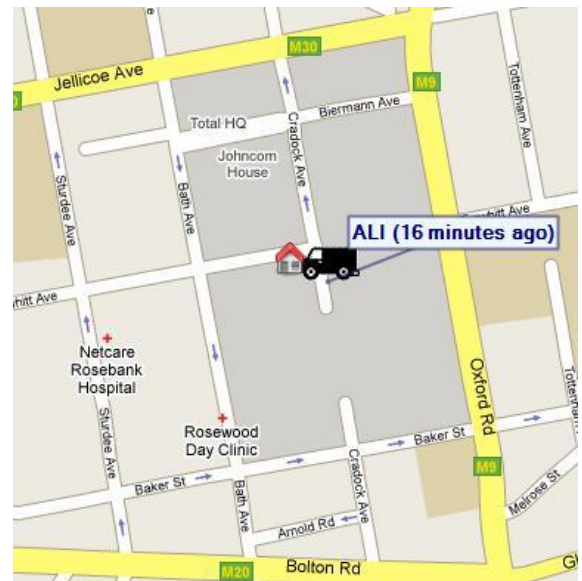 M30
Jellicoe Ave
M9
Tottenham Ave
Biermann Ave
Total HQ
Cradock Ave
Johncom
House
Sturdee Ave
Bath Ave
ALI (16 minutes ago)
Netcare
Rosebank
Hospital
Oxford Rd
Rosewood
Day Clinic
Sturdee Ave
Baker St
Cradock Ave
M9
Baker St
Bath Ave
Melrose St
Arnold Rd
M20
Bolton Rd